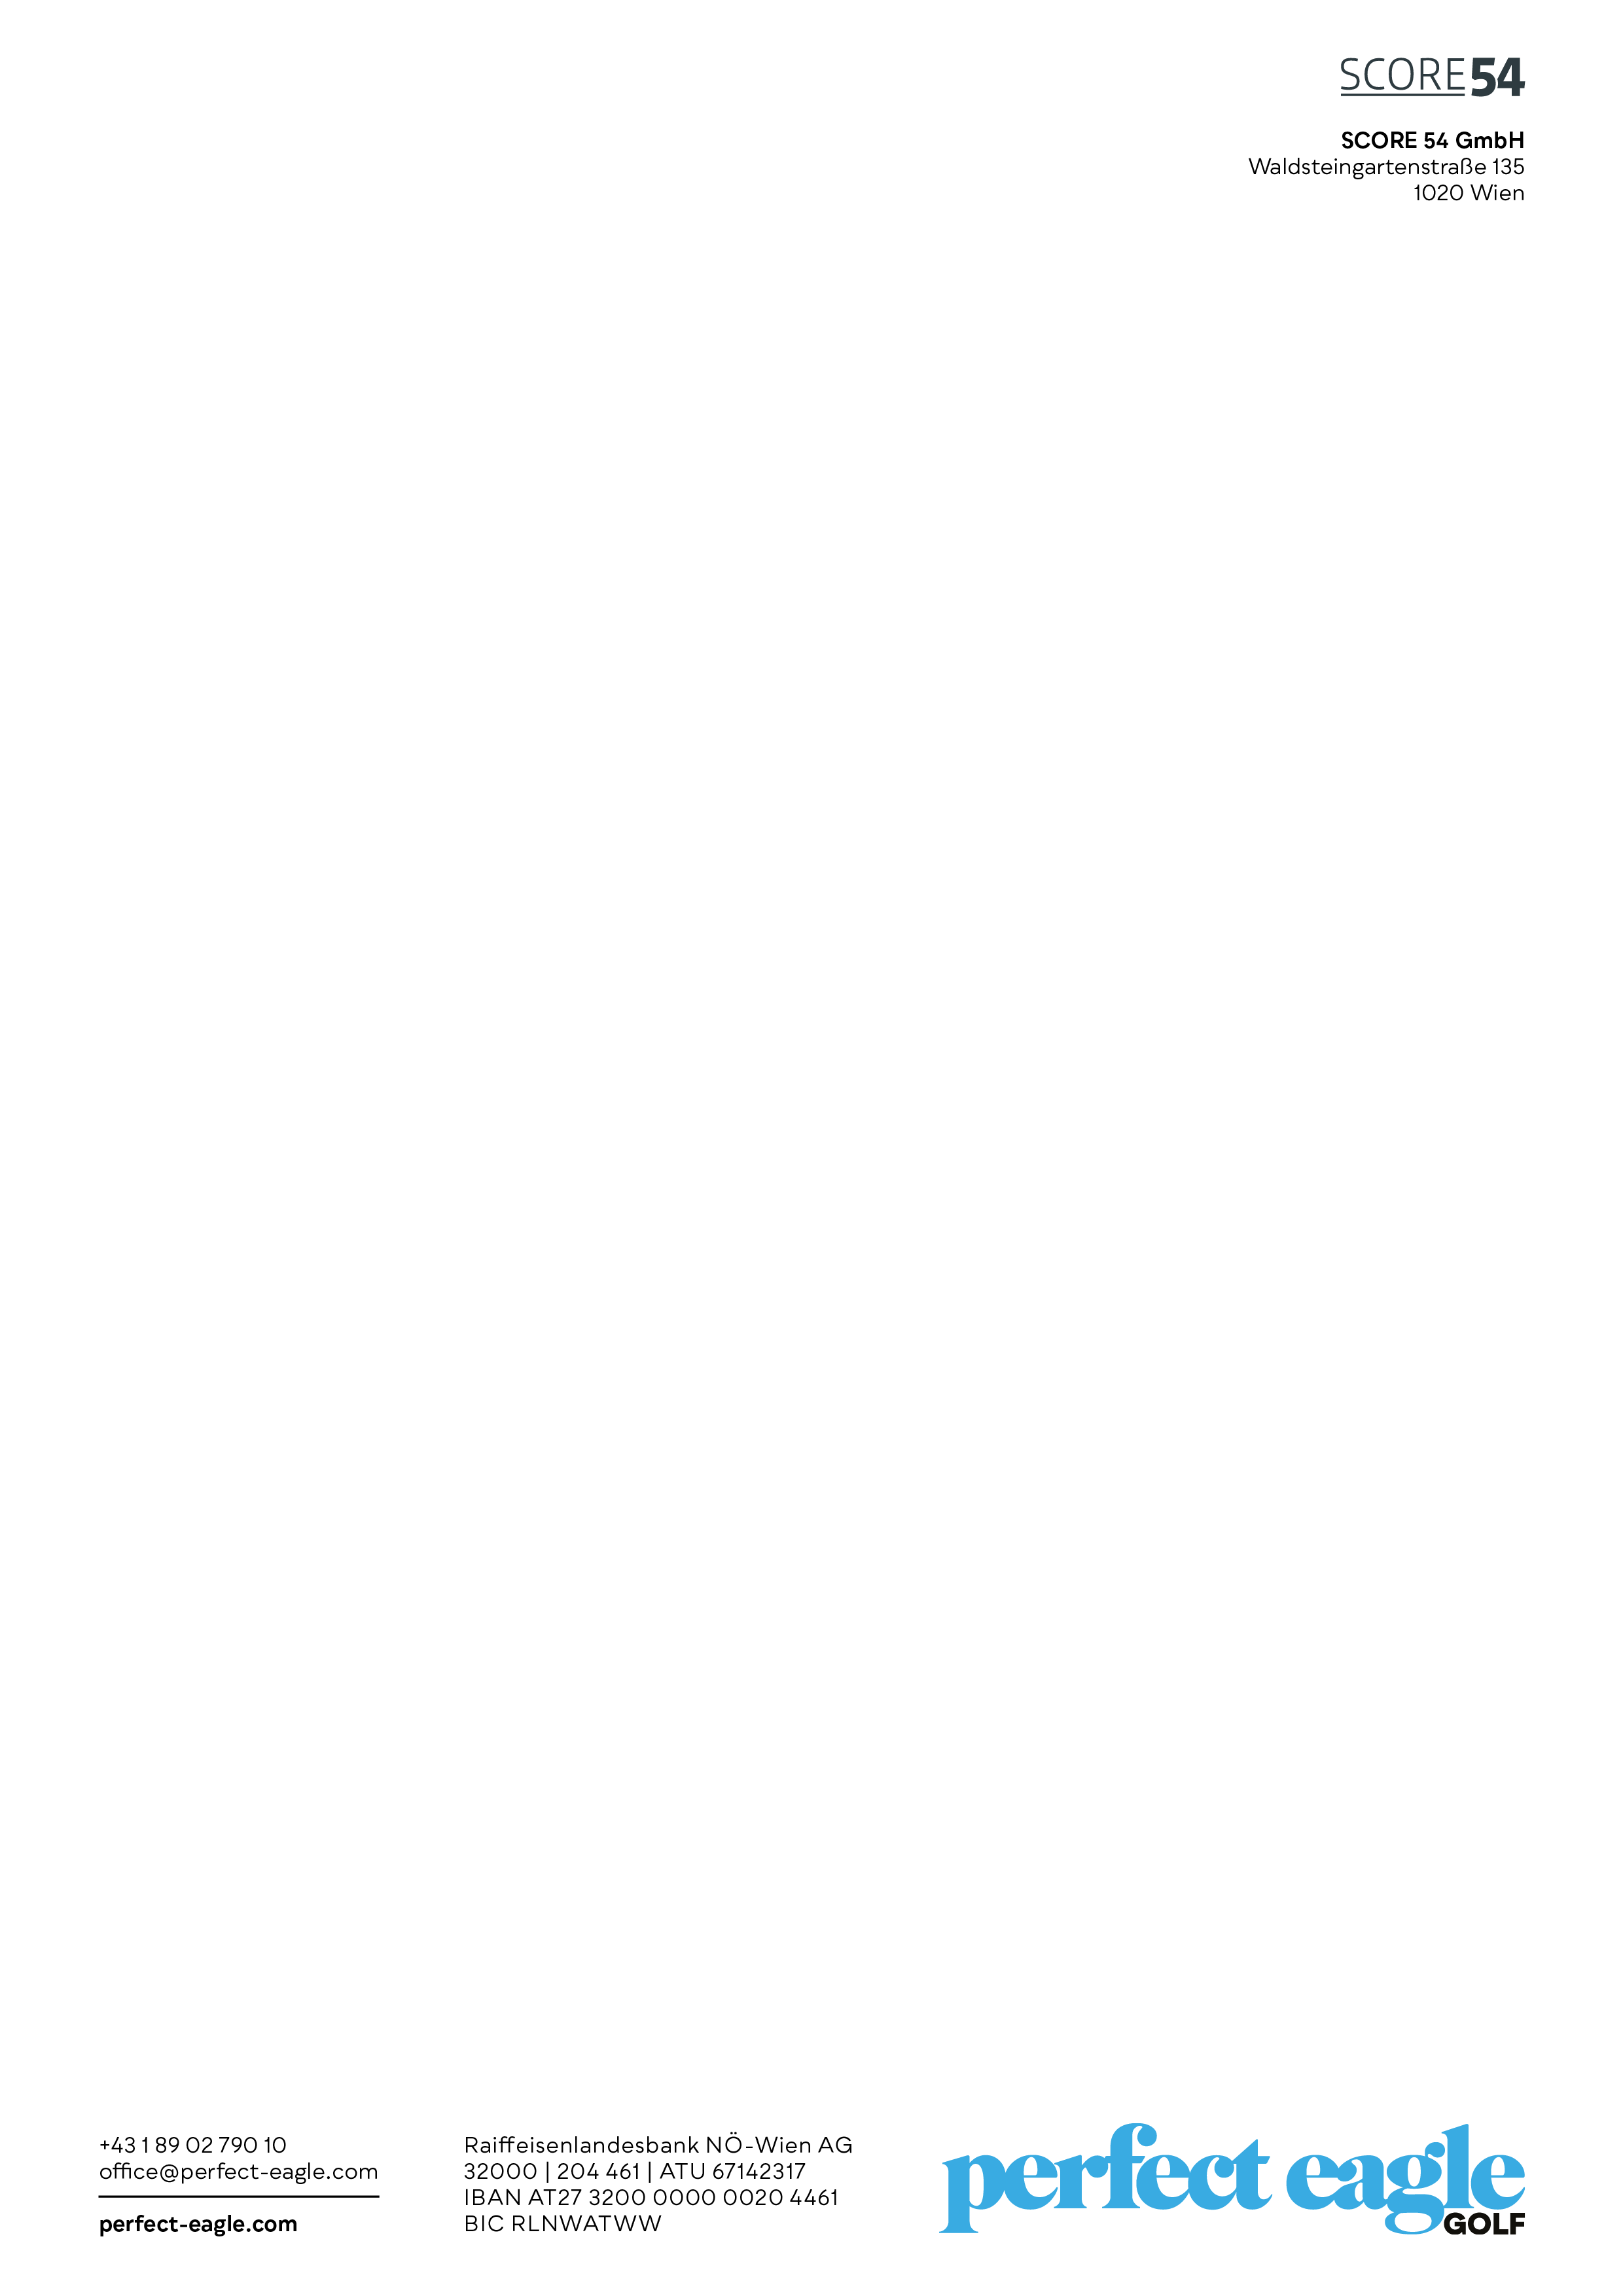 SCORE54
SCORE 54 GmbH
Waldsteingartenstraße 135
1020 Wien
+43 1 89 02 790 10
office@perfect-eagle.com
perfect-eagle.com
Raiffeisenlandesbank NÖ-Wien AG
32000 | 204 461 | ATU 67142317
IBAN AT27 3200 0000 0020 4461
BIC RLNWATWW
perfect eagle
GOLF